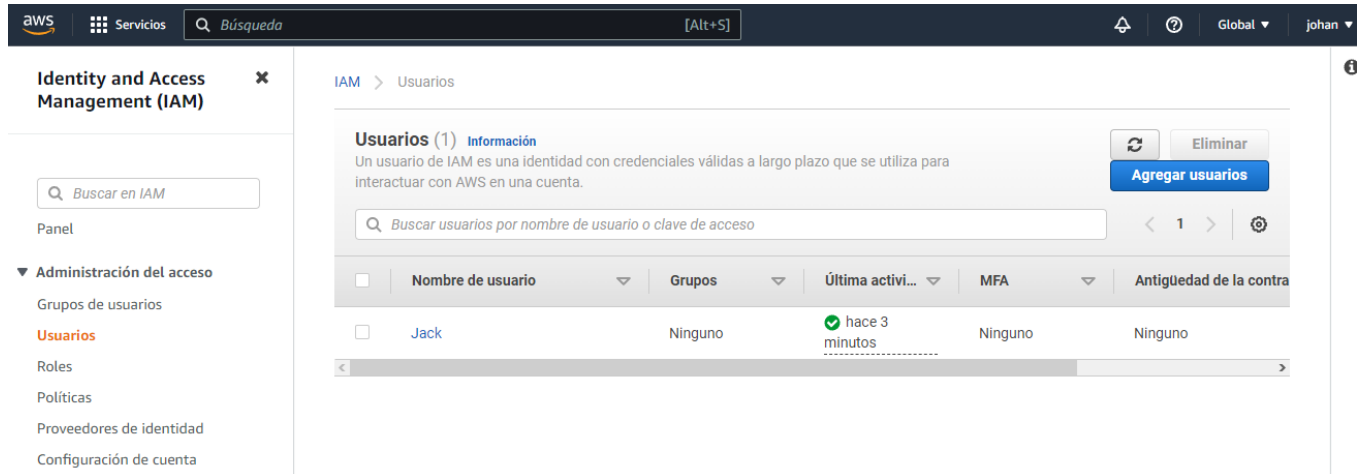 aws
Servicios
Búsqueda
[Alt+S]
Global
johan
Identity and Access
Management (IAM)
Buscar en IAM
Panel
Administración del acceso
Grupos de usuarios
Usuarios
Roles
Políticas
Proveedores de identidad
Configuración de cuenta
IAM > Usuarios
Usuarios (1) Información
Un usuario de IAM es una identidad con credenciales válidas a largo plazo que se utiliza para
interactuar con AWS en una cuenta.
Eliminar
Agregar usuarios
Buscar usuarios por nombre de usuario o clave de acceso
1
Nombre de usuario
Grupos
Última activi...
MFA
Antigüedad de la contra
Jack
Ninguno
hace 3
minutos
Ninguno
Ninguno